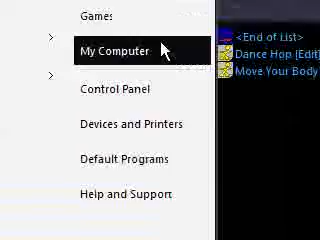 Games
My Computer
Control Panel
Devices and Printers
Default Programs
Help and Support
<End of List>
Dance Hop [Edit]
Move Your Body